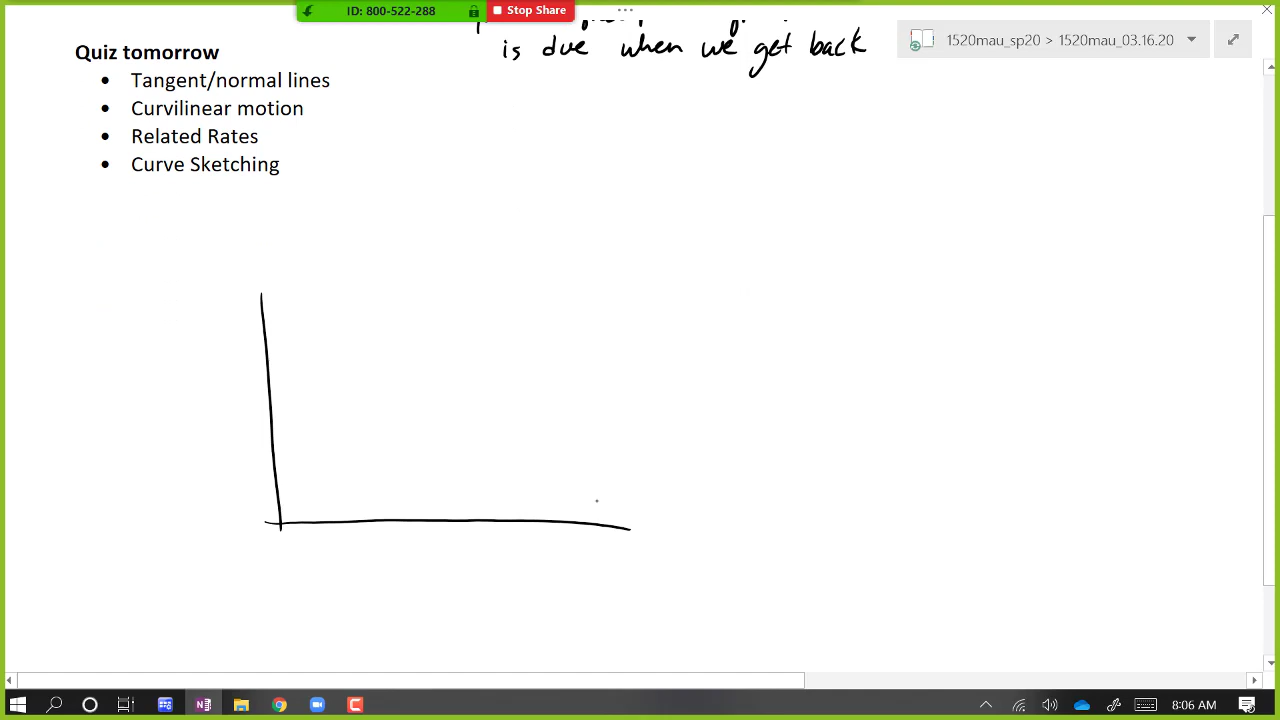 ID: 800-522-288 Stop Share
Quiz tomorrow
is due when we get back
1520mau_sp20 > 1520mau_03.16.20
• Tangent/normal lines
• Curvilinear motion
• Related Rates
• Curve Sketching
8:06 AM